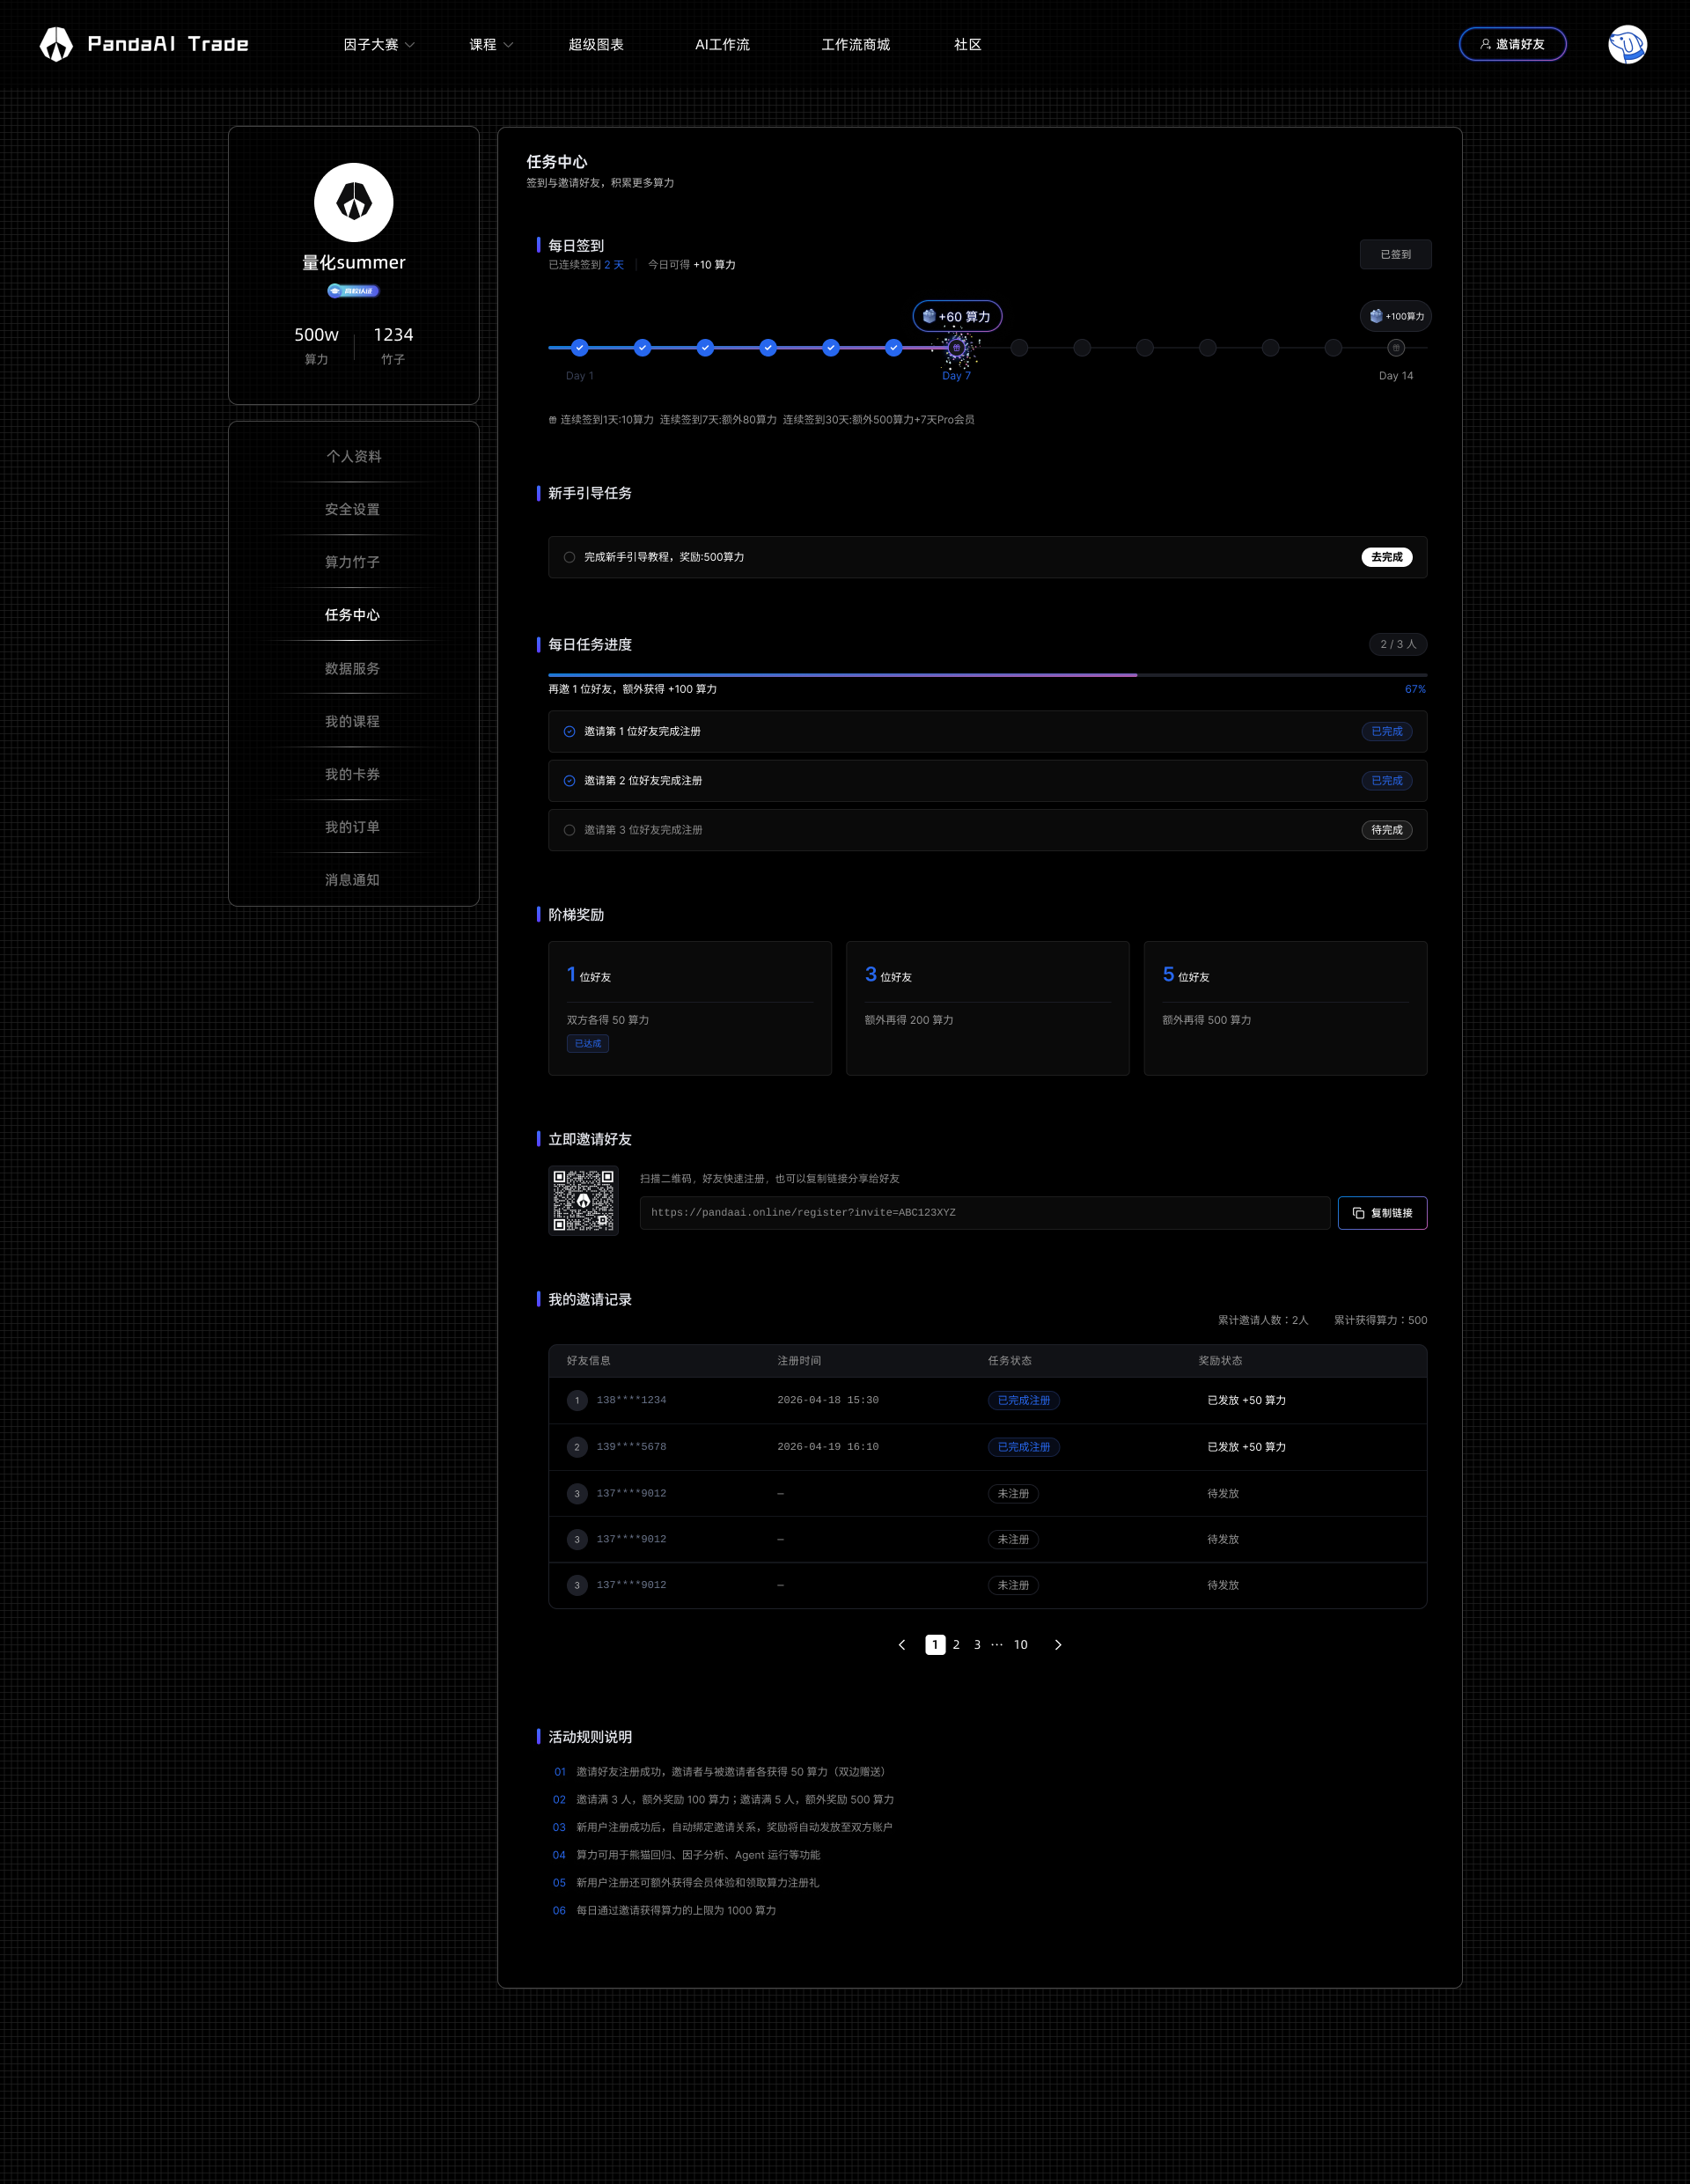 PandaAI Trade
因子大赛
课程
超级图表
AI工作流
工作流商城
社区
邀请好友
量化summer
500w
1234
算力
竹子
个人资料
安全设置
算力竹子
任务中心
数据服务
我的课程
我的卡券
我的订单
消息通知
任务中心
签到与邀请好友，积累更多算力
每日签到
已连续签到 2 天
今日可得 +10 算力
已签到
+60 算力
+100算力
Day 1
Day 7
Day 14
连续签到1天:10算力 连续签到7天:额外80算力 连续签到30天:额外500算力+7天Pro会员
新手引导任务
完成新手引导教程，奖励:500算力
去完成
每日任务进度
2 / 3 人
再邀 1 位好友，额外获得 +100 算力
67%
邀请第 1 位好友完成注册
已完成
邀请第 2 位好友完成注册
已完成
邀请第 3 位好友完成注册
待完成
阶梯奖励
1 位好友
双方各得 50 算力
已达成
3 位好友
额外再得 200 算力
5 位好友
额外再得 500 算力
立即邀请好友
扫描二维码，好友快速注册，也可以复制链接分享给好友
https://pandaai.online/register?invite=ABC123XYZ
复制链接
我的邀请记录
累计邀请人数：2人
累计获得算力：500
好友信息 注册时间 任务状态 奖励状态
1 138****1234 2026-04-18 15:30 已完成注册 已发放 +50 算力
2 139****5678 2026-04-19 16:10 已完成注册 已发放 +50 算力
3 137****9012 — 未注册 待发放
3 137****9012 — 未注册 待发放
3 137****9012 — 未注册 待发放
1 2 3 ··· 10
活动规则说明
01 邀请好友注册成功，邀请者与被邀请者各获得 50 算力（双边赠送）
02 邀请满 3 人，额外奖励 100 算力；邀请满 5 人，额外奖励 500 算力
03 新用户注册成功后，自动绑定邀请关系，奖励将自动发放至双方账户
04 算力可用于熊猫回归、因子分析、Agent 运行等功能
05 新用户注册还可额外获得会员体验和领取算力注册礼
06 每日通过邀请获得算力的上限为 1000 算力